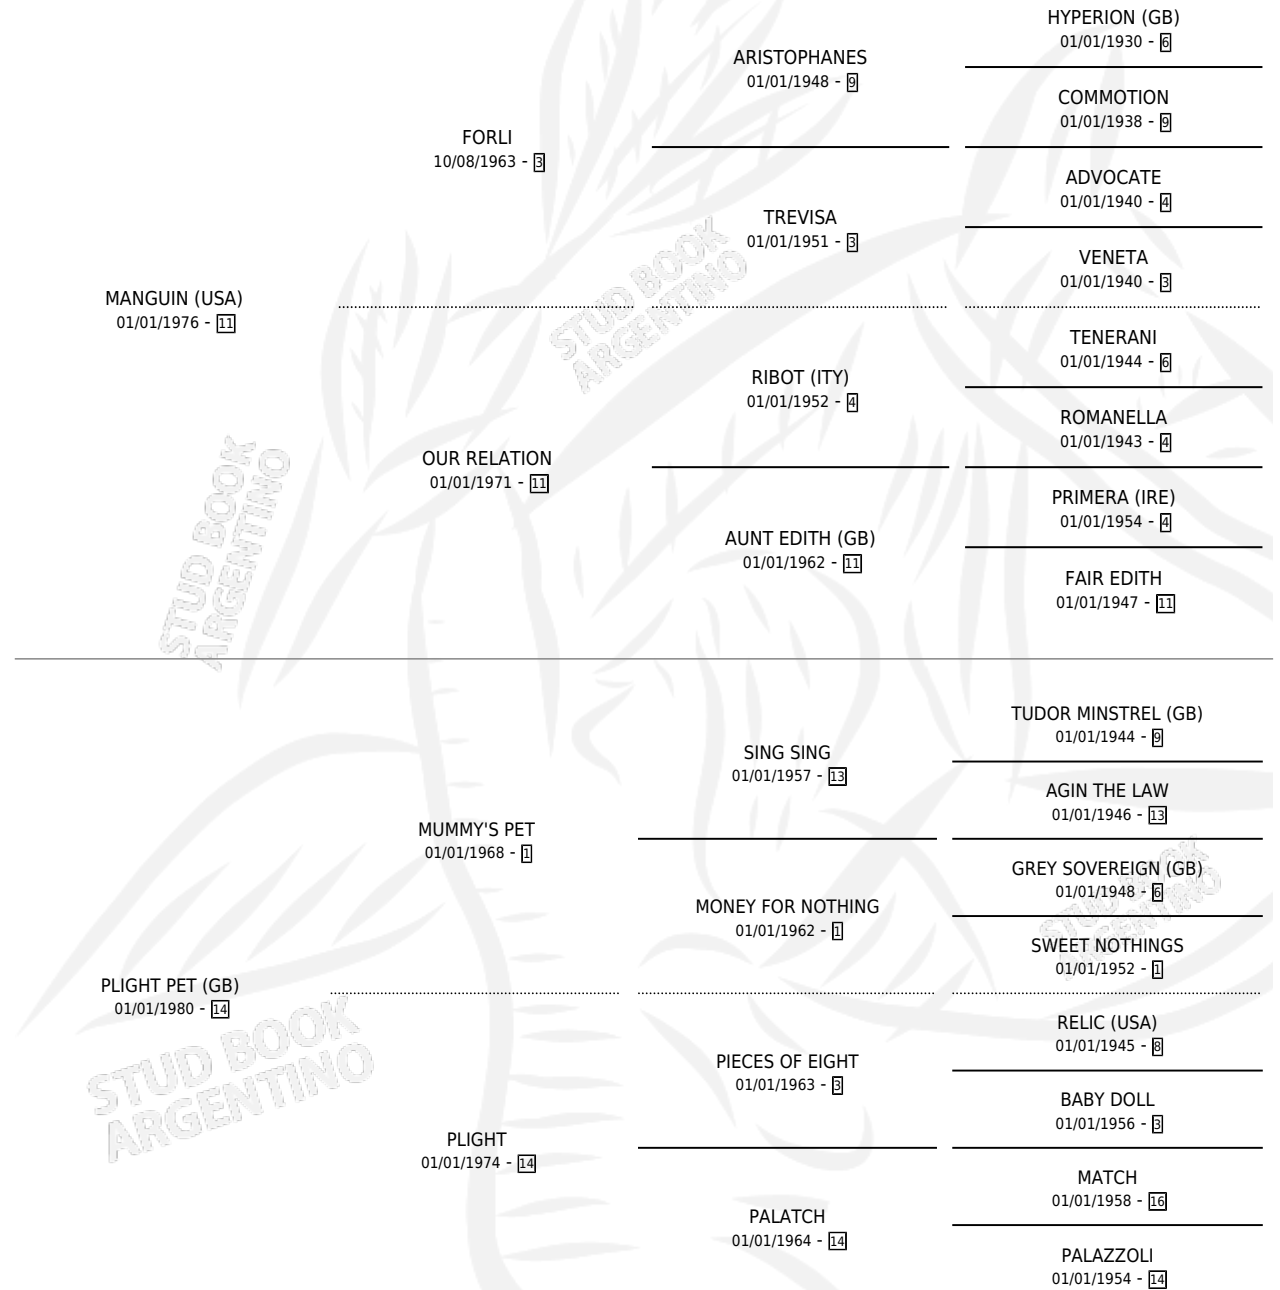 HYPERION (GB)
01/01/1930 - 6
ARISTOPHANES
01/01/1948 - 9
COMMOTION
01/01/1938 - 9
FORLI
10/08/1963 - 3
ADVOCATE
01/01/1940 - 4
TREVISA
01/01/1951 - 3
VENETA
01/01/1940 - 3
MANGUIN (USA)
01/01/1976 - 11
TENERANI
01/01/1944 - 6
RIBOT (ITY)
01/01/1952 - 4
ROMANELLA
01/01/1943 - 4
OUR RELATION
01/01/1971 - 11
PRIMERA (IRE)
01/01/1954 - 4
AUNT EDITH (GB)
01/01/1962 - 11
FAIR EDITH
01/01/1947 - 11
STUD BOOK
ARGENTINO
STUD BOOK
ARGENTINO
TUDOR MINSTREL (GB)
01/01/1944 - 9
SING SING
01/01/1957 - 13
AGIN THE LAW
01/01/1946 - 13
MUMMY'S PET
01/01/1968 - 1
GREY SOVEREIGN (GB)
01/01/1948 - 6
MONEY FOR NOTHING
01/01/1962 - 1
SWEET NOTHINGS
01/01/1952 - 1
STUD BOOK
ARGENTINO
PLIGHT PET (GB)
01/01/1980 - 14
RELIC (USA)
01/01/1945 - 8
PIECES OF EIGHT
01/01/1963 - 3
BABY DOLL
01/01/1956 - 3
PLIGHT
01/01/1974 - 14
MATCH
01/01/1958 - 16
PALATCH
01/01/1964 - 14
PALAZZOLI
01/01/1954 - 14
STUD BOOK
ARGENTINO